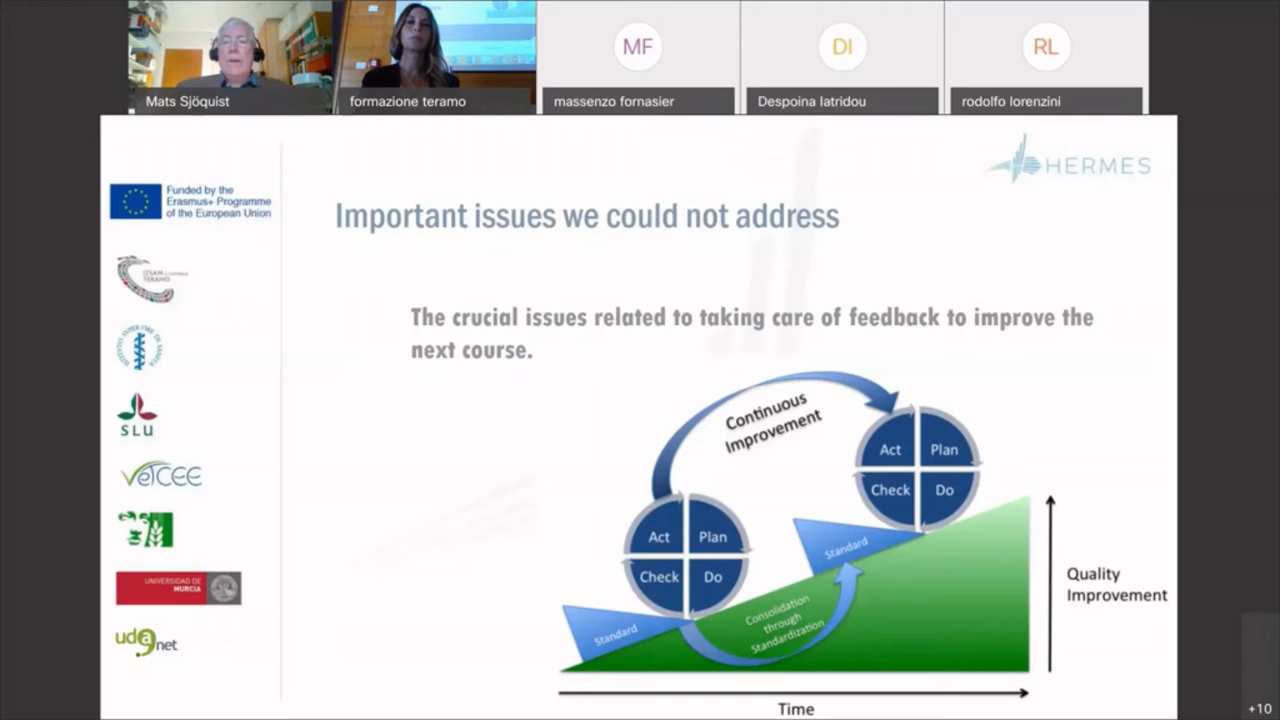 MF
DI
RL
Mats Sjöquist
formazione teramo
massenzo fornasier
Despoina Iatridou
rodolfo lorenzini
HERMES
Funded by the
Erasmus+ Programme
of the European Union
Important issues we could not address
IZSAM
TERAMO
The crucial issues related to taking care of feedback to improve the
next course.
SLU
VeTCEE
UNIVERSIDAD DE
MURCIA
udanet
Continuous
Improvement
Act
Plan
Check
Do
Act
Plan
Check
Do
Standard
Standard
Consolidation
through
Standardization
Quality
Improvement
Time
+10